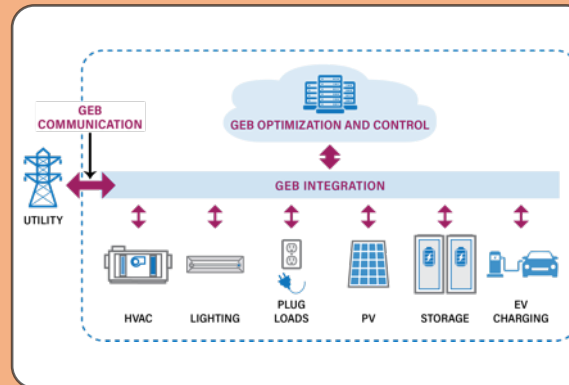 GEB
COMMUNICATION
GEB OPTIMIZATION AND CONTROL
GEB INTEGRATION
UTILITY
HVAC
LIGHTING
PLUG
LOADS
PV
STORAGE
EV
CHARGING